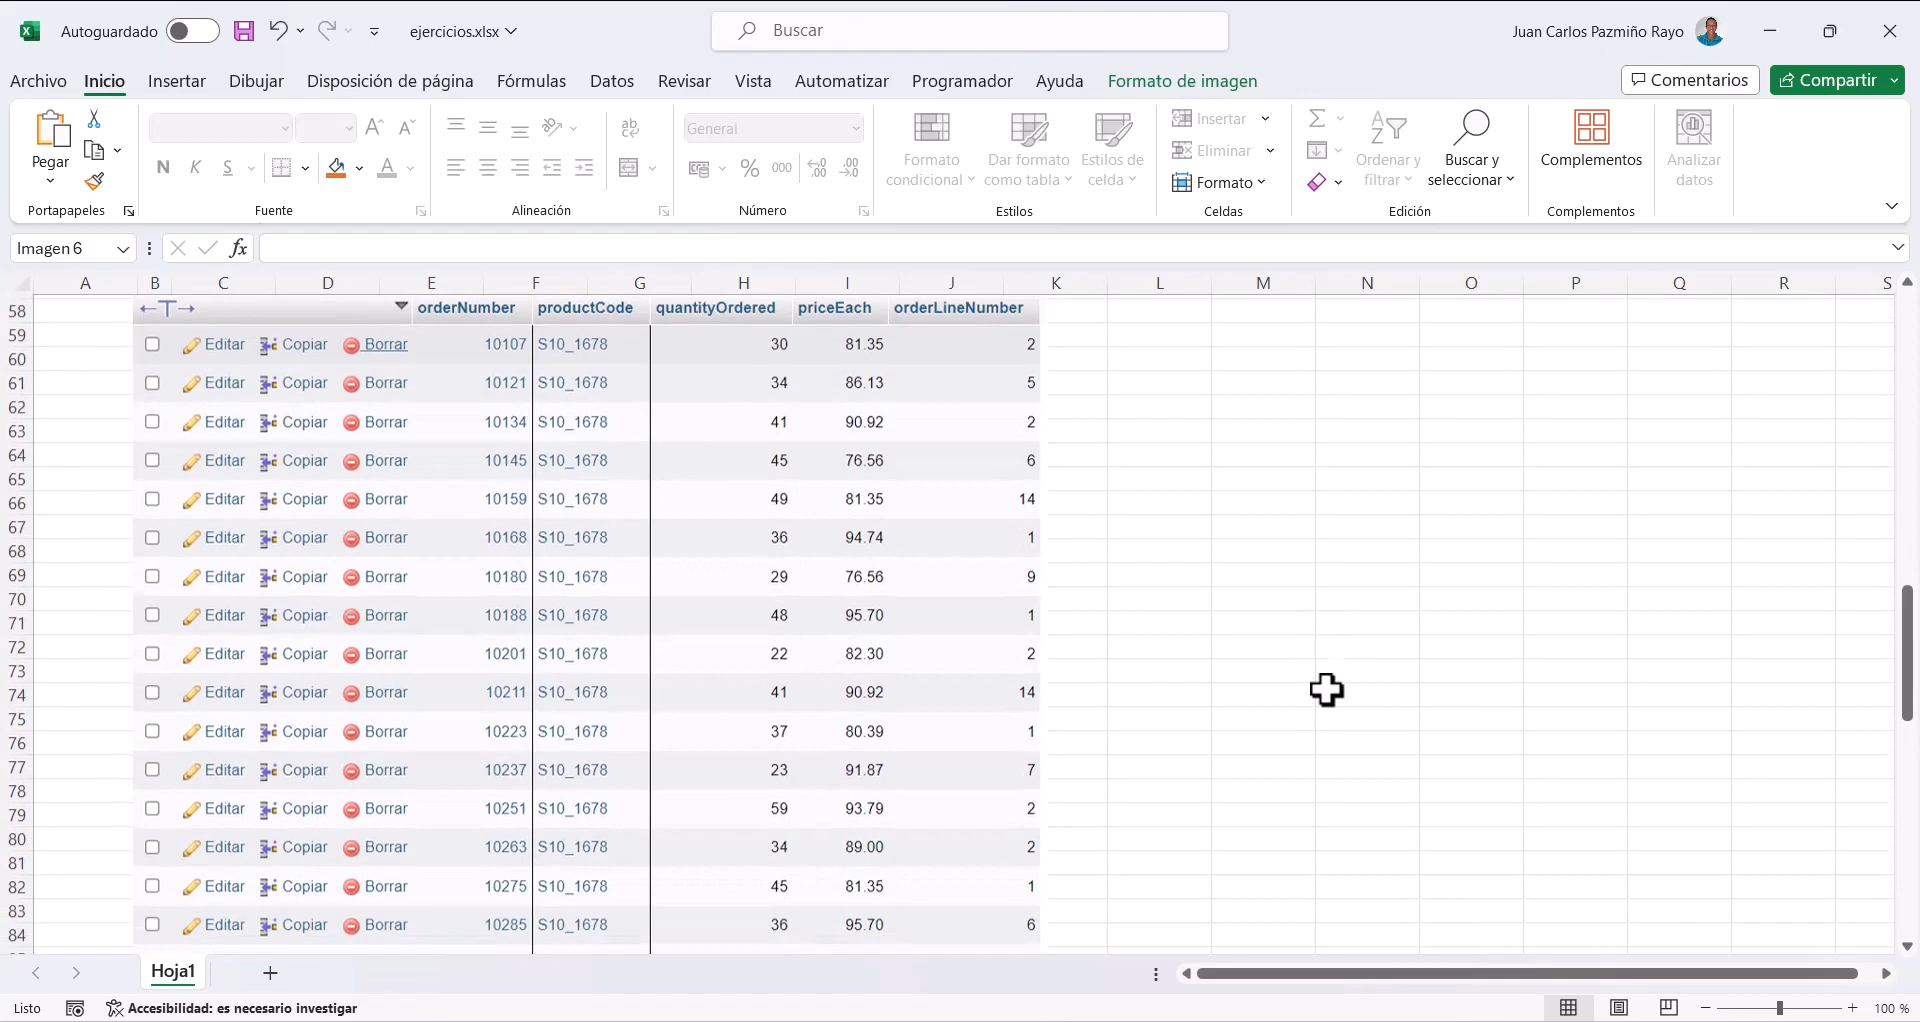 Autoguardado ejercicios.xlsx Buscar Juan Carlos Pazmiño Rayo
Archivo Inicio Insertar Dibujar Disposición de página Fórmulas Datos Revisar Vista Automatizar Programador Ayuda Formato de imagen Comentarios Compartir
Pegar
N K S
General
% 000
Formato condicional
Dar formato como tabla
Estilos de celda
Insertar
Eliminar
Formato
Ordenar y filtrar
Buscar y seleccionar
Complementos
Analizar datos
Portapapeles Fuente Alineación Número Estilos Celdas Edición Complementos
Imagen 6 fx
A B C D E F G H I J K L M N O P Q R S
58 orderNumber productCode quantityOrdered priceEach orderLineNumber
59 Editar Copiar Borrar 10107 S10_1678 30 81.35 2
60
61 Editar Copiar Borrar 10121 S10_1678 34 86.13 5
62
63 Editar Copiar Borrar 10134 S10_1678 41 90.92 2
64 Editar Copiar Borrar 10145 S10_1678 45 76.56 6
65
66 Editar Copiar Borrar 10159 S10_1678 49 81.35 14
67
68 Editar Copiar Borrar 10168 S10_1678 36 94.74 1
69 Editar Copiar Borrar 10180 S10_1678 29 76.56 9
70
71 Editar Copiar Borrar 10188 S10_1678 48 95.70 1
72 Editar Copiar Borrar 10201 S10_1678 22 82.30 2
73
74 Editar Copiar Borrar 10211 S10_1678 41 90.92 14
75
76 Editar Copiar Borrar 10223 S10_1678 37 80.39 1
77 Editar Copiar Borrar 10237 S10_1678 23 91.87 7
78
79 Editar Copiar Borrar 10251 S10_1678 59 93.79 2
80
81 Editar Copiar Borrar 10263 S10_1678 34 89.00 2
82 Editar Copiar Borrar 10275 S10_1678 45 81.35 1
83
84 Editar Copiar Borrar 10285 S10_1678 36 95.70 6
Hoja1
Listo Accesibilidad: es necesario investigar 100 %